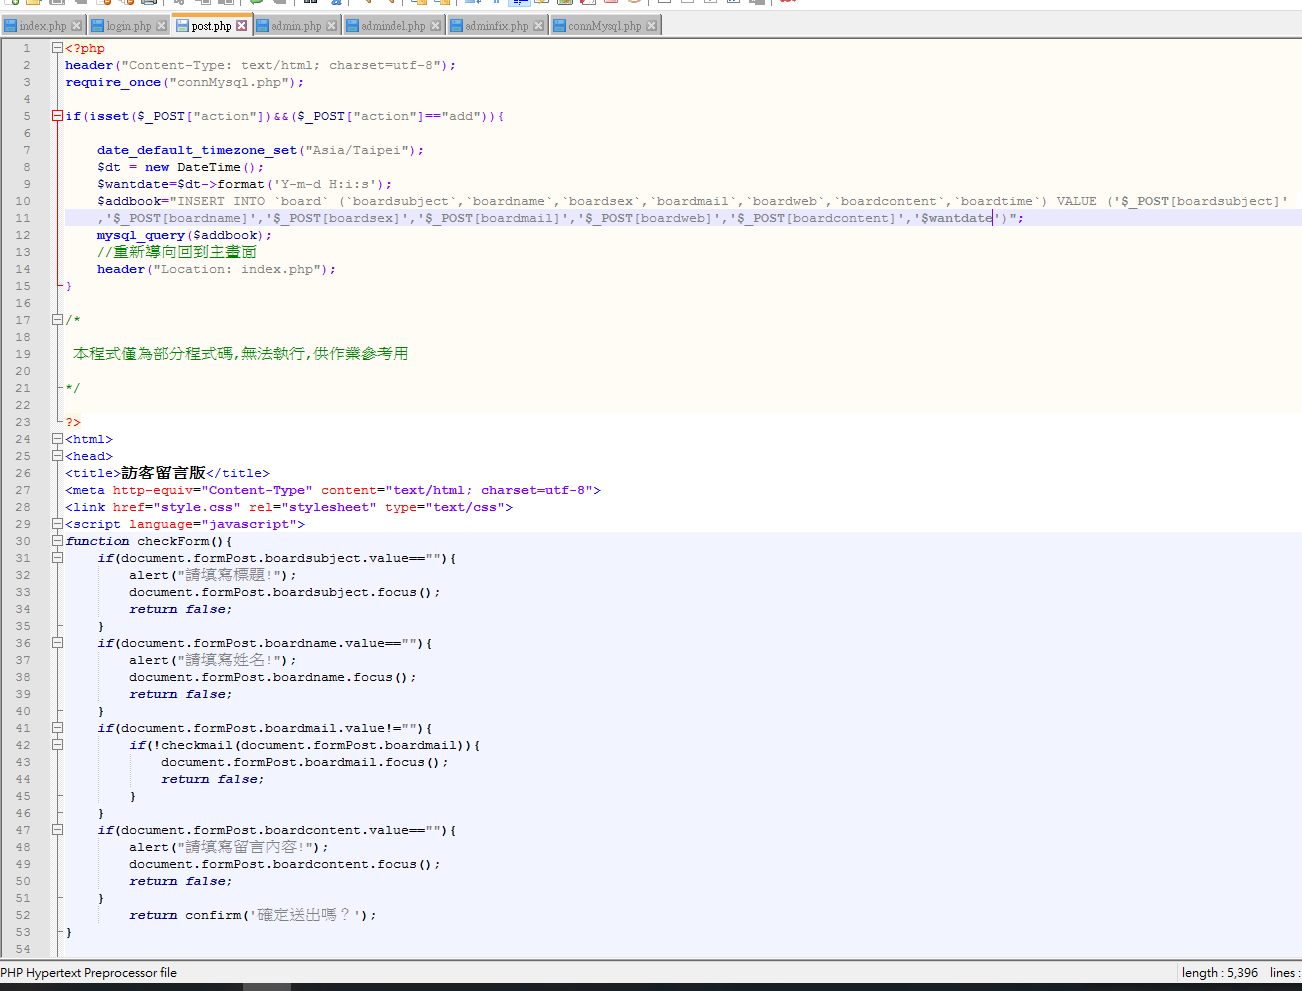 index.php login.php post.php admin.php admindel.php adminfix.php connMysql.php
1 <?php
2 header("Content-Type: text/html; charset=utf-8");
3 require_once("connMysql.php");
4
5 if(isset($_POST["action"])&&($_POST["action"]=="add")){
6
7 date_default_timezone_set("Asia/Taipei");
8 $dt = new DateTime();
9 $wantdate=$dt->format('Y-m-d H:i:s');
10 $addbook="INSERT INTO `board` (`boardsubject`,`boardname`,`boardsex`,`boardmail`,`boardweb`,`boardcontent`,`boardtime`) VALUE ('$_POST[boardsubject]'
11 ,'$_POST[boardname]','$_POST[boardsex]','$_POST[boardmail]','$_POST[boardweb]','$_POST[boardcontent]','$wantdate')";
12 mysql_query($addbook);
13 //重新導向回到主畫面
14 header("Location: index.php");
15 }
16
17 /*
18
19 本程式僅為部分程式碼,無法執行,供作業參考用
20
21 */
22
23 ?>
24 <html>
25 <head>
26 <title>訪客留言版</title>
27 <meta http-equiv="Content-Type" content="text/html; charset=utf-8">
28 <link href="style.css" rel="stylesheet" type="text/css">
29 <script language="javascript">
30 function checkForm(){
31 if(document.formPost.boardsubject.value==""){
32 alert("請填寫標題!");
33 document.formPost.boardsubject.focus();
34 return false;
35 }
36 if(document.formPost.boardname.value==""){
37 alert("請填寫姓名!");
38 document.formPost.boardname.focus();
39 return false;
40 }
41 if(document.formPost.boardmail.value!=""){
42 if(!checkmail(document.formPost.boardmail)){
43 document.formPost.boardmail.focus();
44 return false;
45 }
46 }
47 if(document.formPost.boardcontent.value==""){
48 alert("請填寫留言內容!");
49 document.formPost.boardcontent.focus();
50 return false;
51 }
52 return confirm('確定送出嗎？');
53 }
54
PHP Hypertext Preprocessor file length : 5,396 lines :